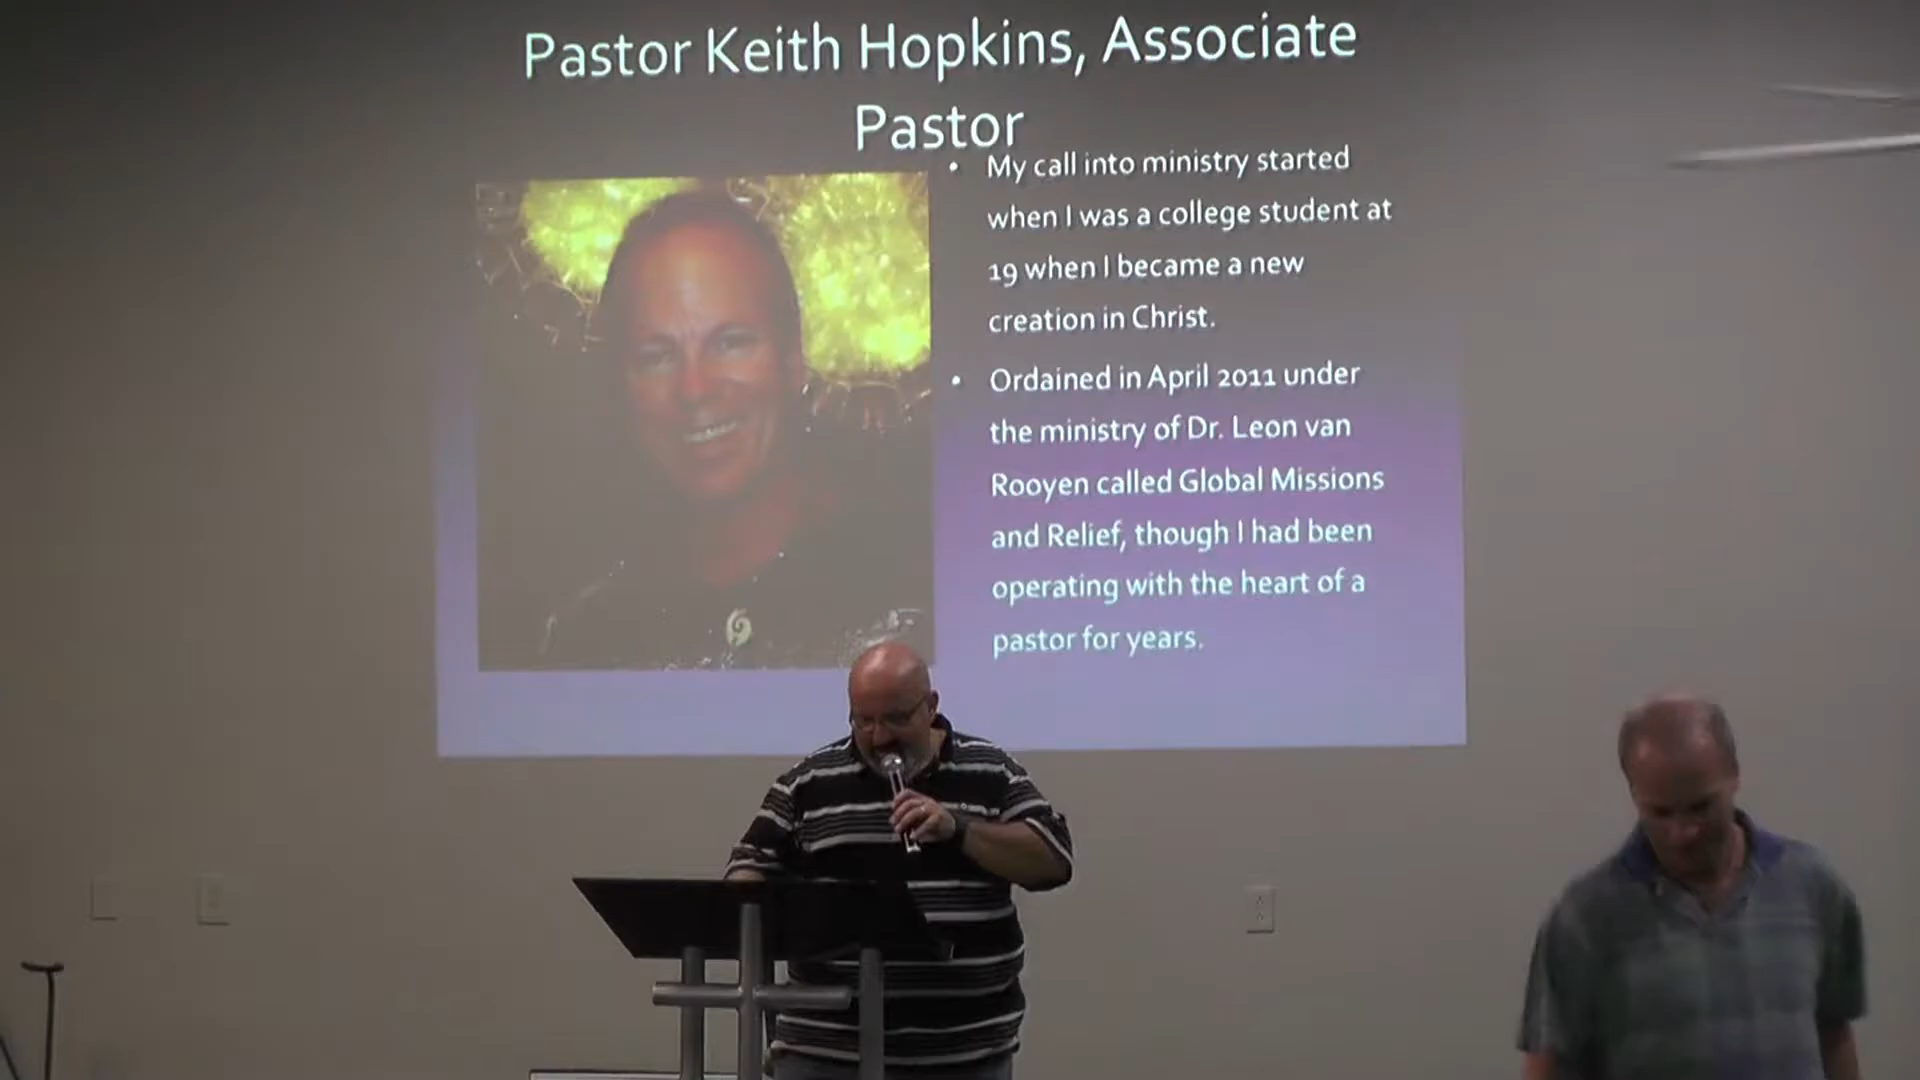 Pastor Keith Hopkins, Associate
Pastor
• My call into ministry started
when I was a college student at
19 when I became a new
creation in Christ.
• Ordained in April 2011 under
the ministry of Dr. Leon van
Rooyen called Global Missions
and Relief, though I had been
operating with the heart of a
pastor for years.